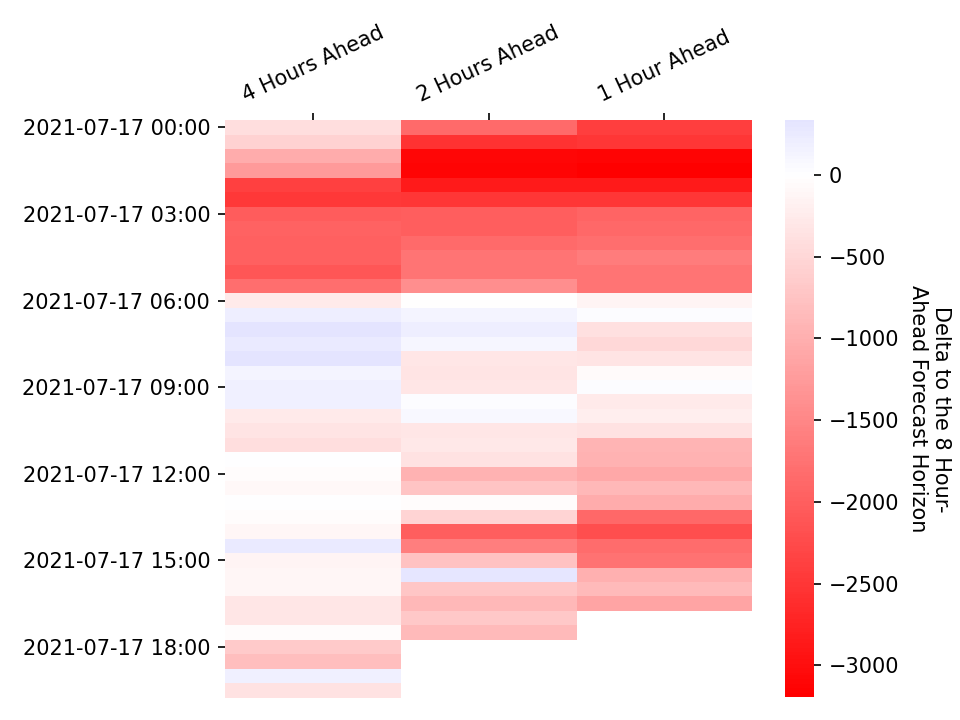 4 Hours Ahead
2 Hours Ahead
1 Hour Ahead
2021-07-17 00:00
2021-07-17 03:00
2021-07-17 06:00
2021-07-17 09:00
2021-07-17 12:00
2021-07-17 15:00
2021-07-17 18:00
0
−500
−1000
−1500
−2000
−2500
−3000
Delta to the 8 Hour-
Ahead Forecast Horizon